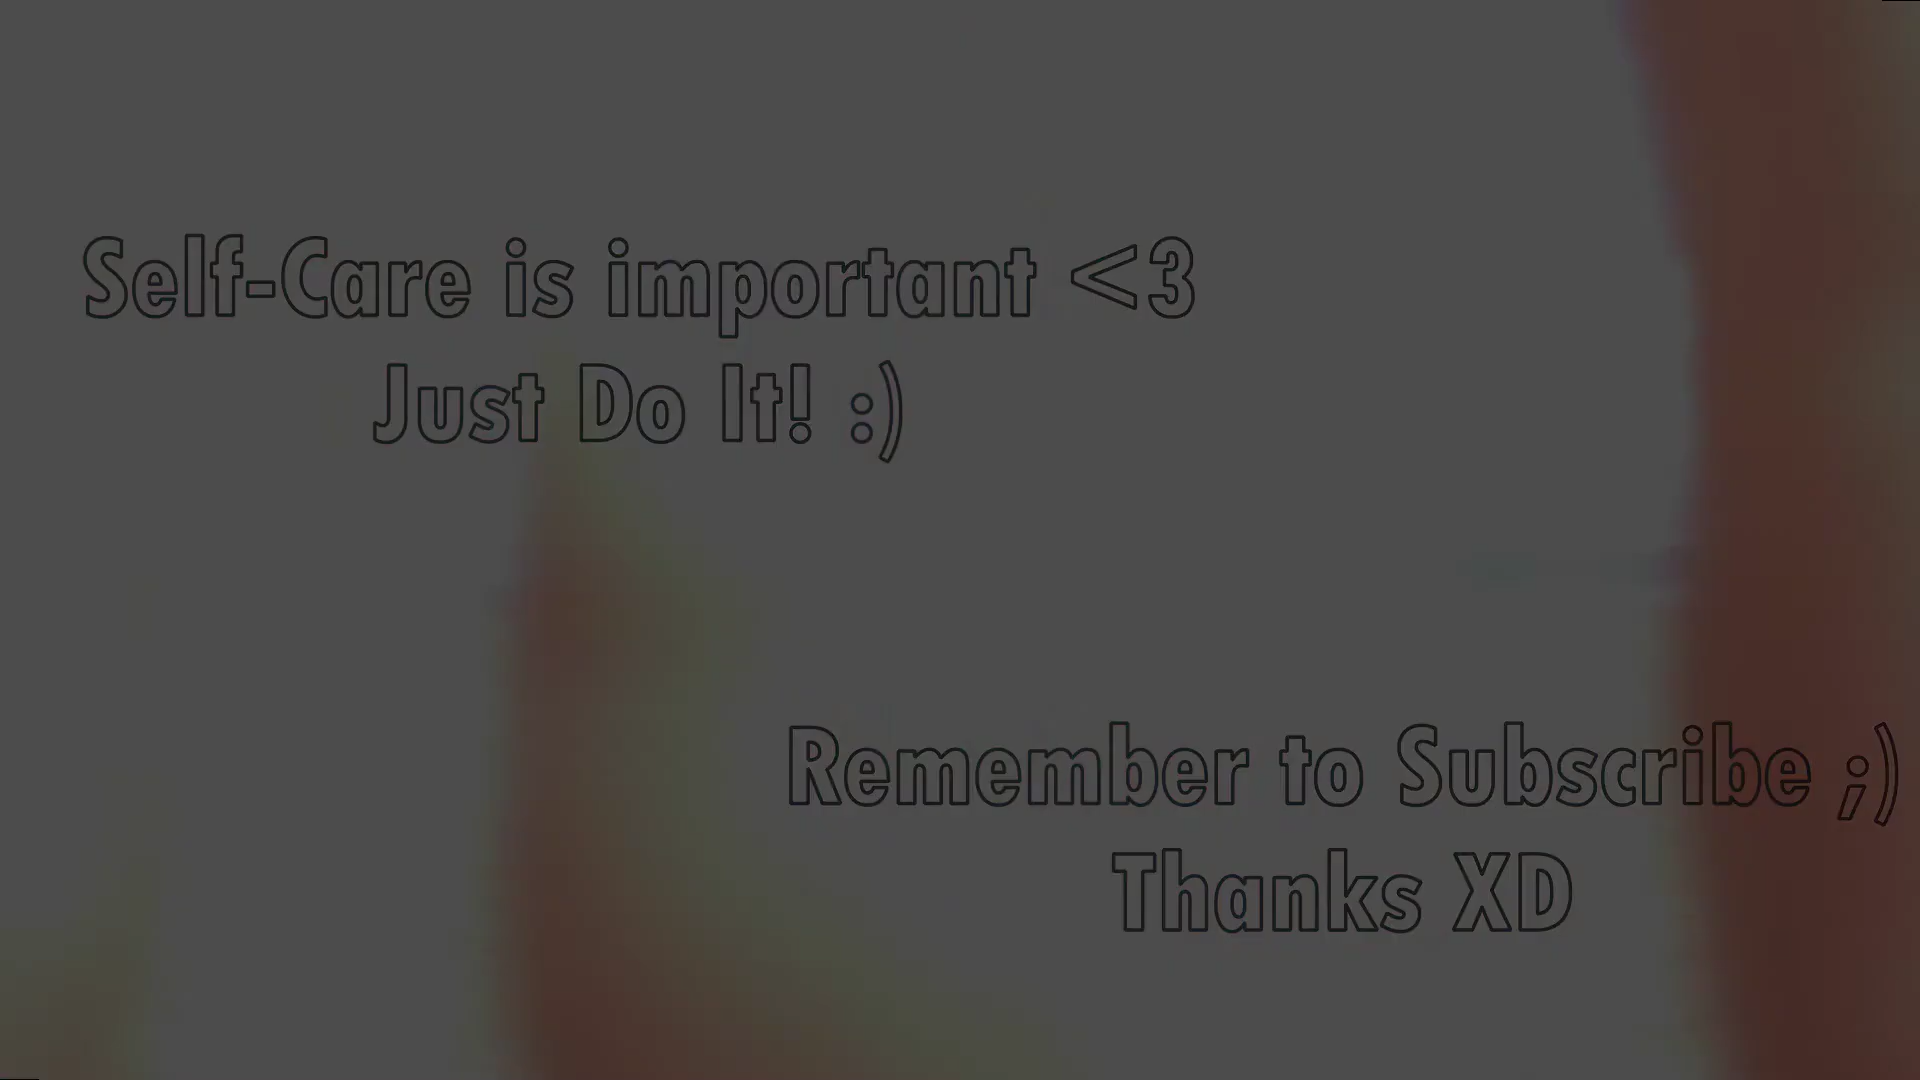 Self-Care is important <3
Just Do It! :)
Remember to Subscribe ;)
Thanks XD